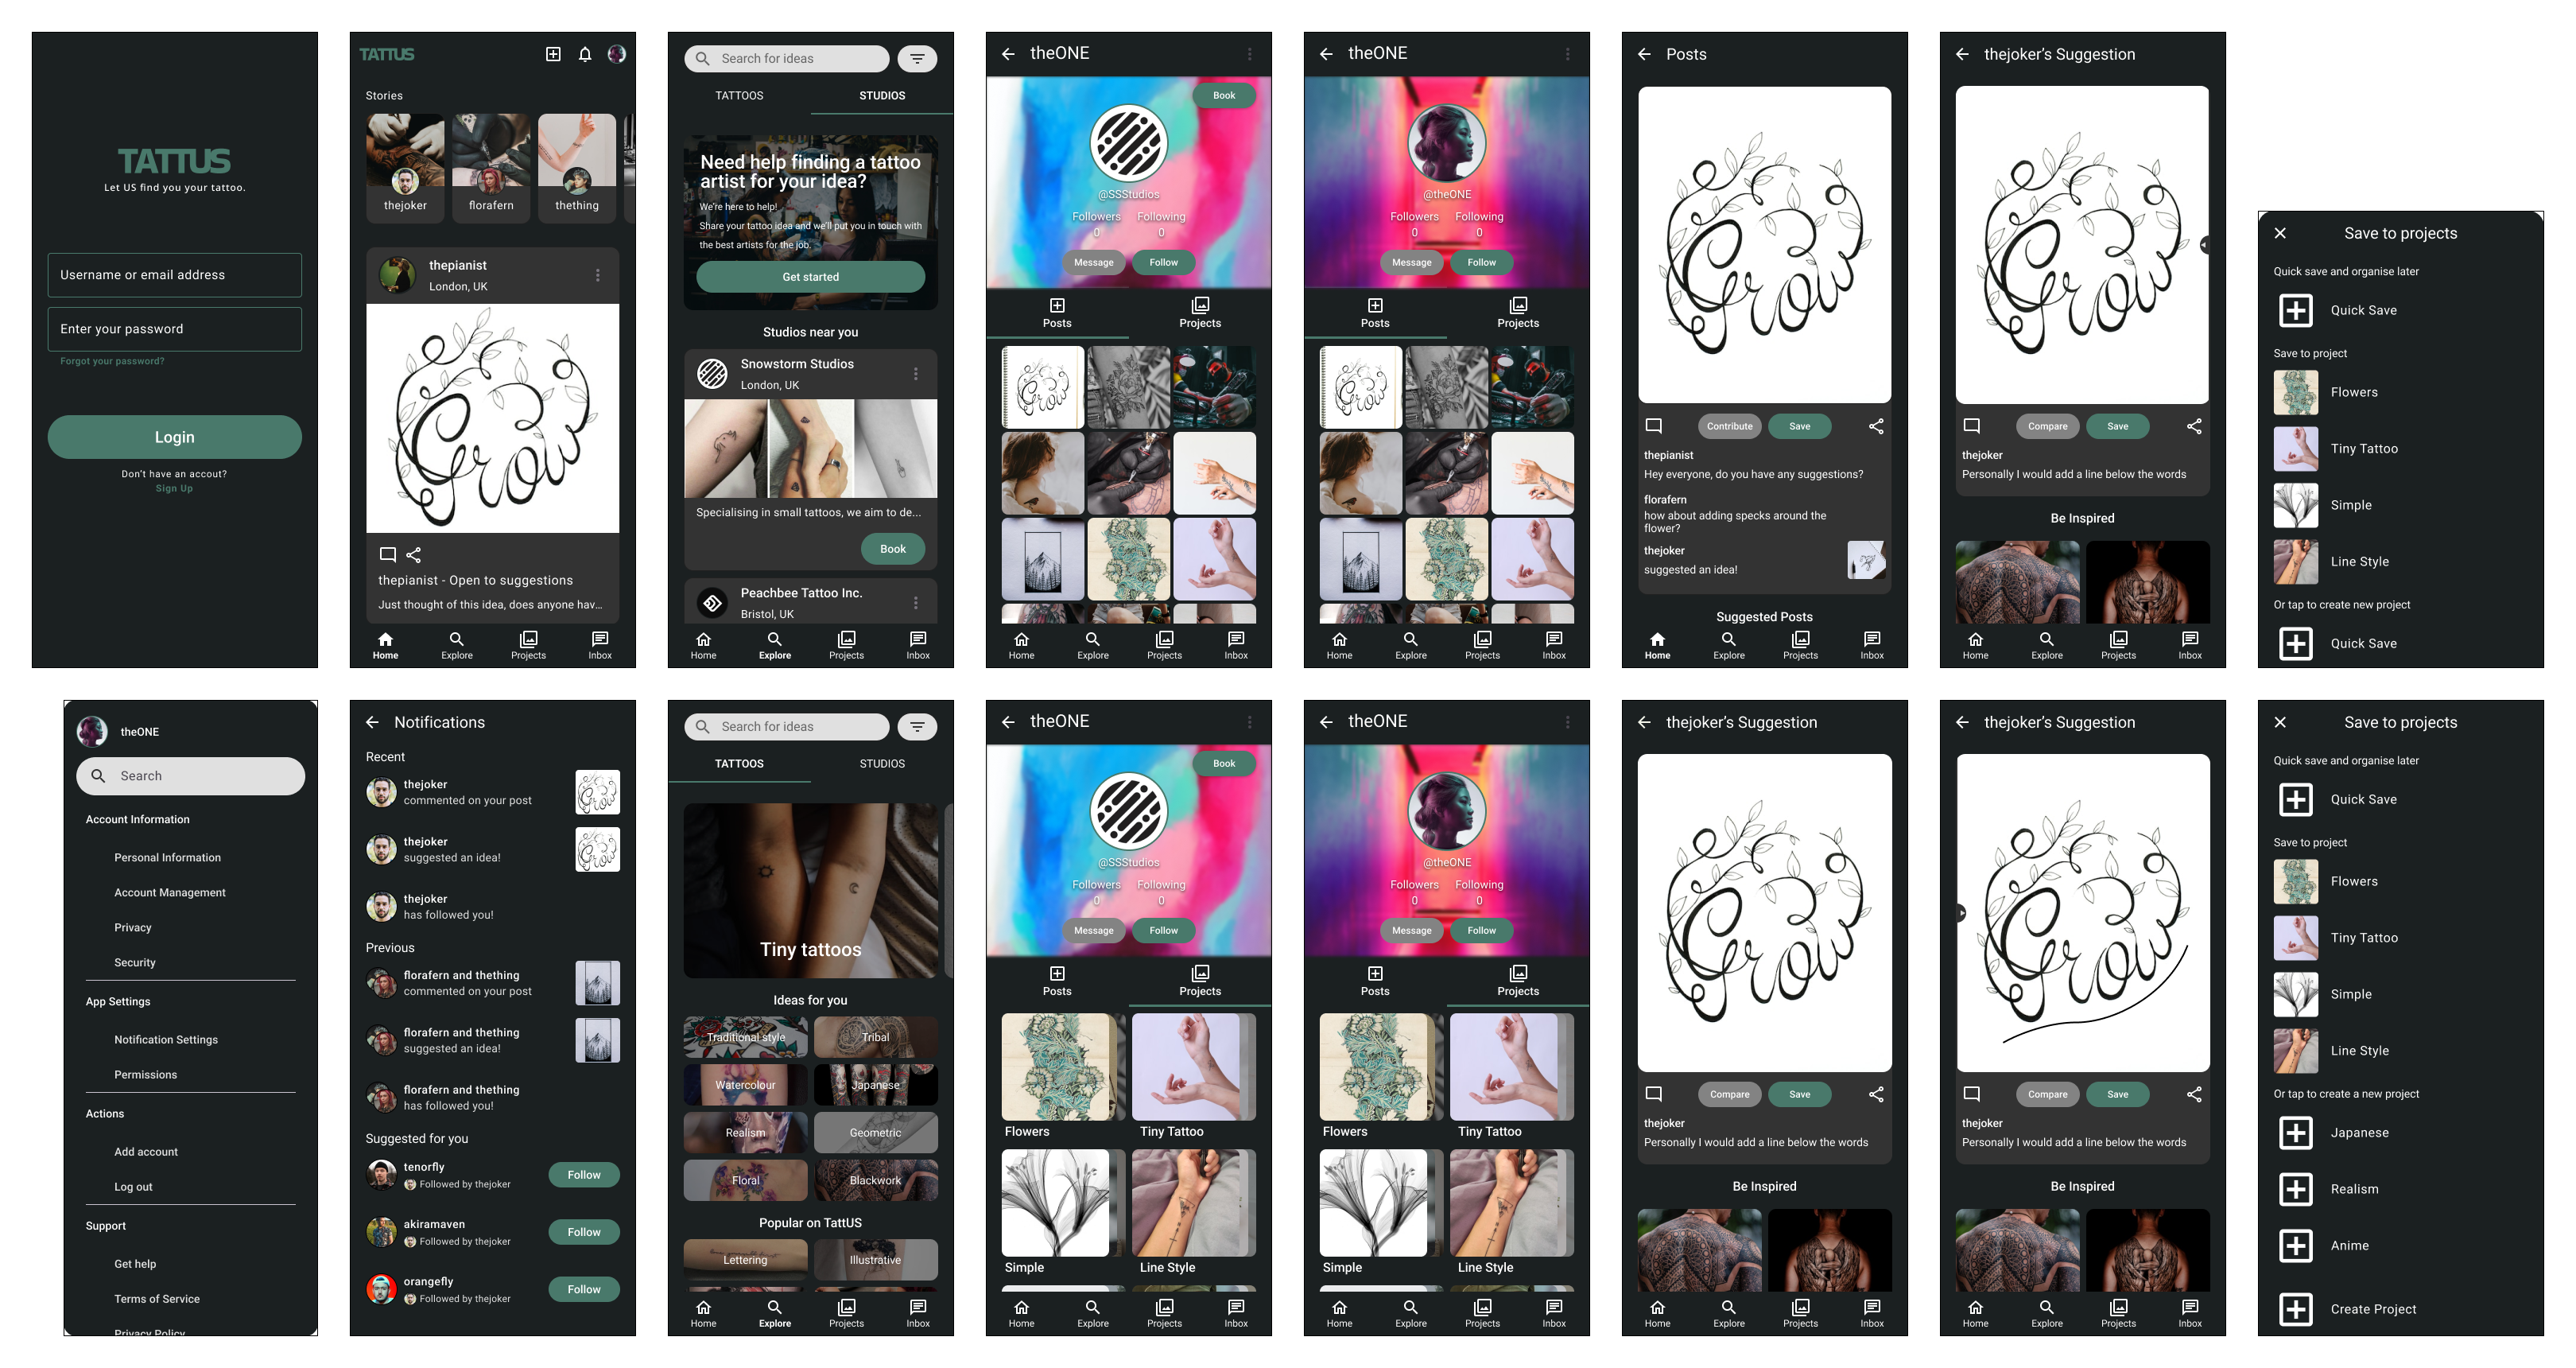 TATTUS
Let US find you your tattoo.
Username or email address
Enter your password
Forgot your password?
Login
Don't have an accout?
Sign Up
TATTUS
Stories
thejoker
florafern
thething
thepianist
London, UK
Grow
thepianist - Open to suggestions
Just thought of this idea, does anyone hav...
Home
Explore
Projects
Inbox
Search for ideas
TATTOOS
STUDIOS
Need help finding a tattoo
artist for your idea?
We're here to help!
Share your tattoo idea and we'll put you in touch with
the best artists for the job.
Get started
Studios near you
Snowstorm Studios
London, UK
Specialising in small tattoos, we aim to de...
Book
Peachbee Tattoo Inc.
Bristol, UK
Home
Explore
Projects
Inbox
theONE
Book
@SSStudios
Followers
Following
0
0
Message
Follow
Posts
Projects
Grow
Home
Explore
Projects
Inbox
theONE
@theONE
Followers
Following
0
0
Message
Follow
Posts
Projects
Grow
Home
Explore
Projects
Inbox
Posts
Grow
Contribute
Save
thepianist
Hey everyone, do you have any suggestions?
florafern
how about adding specks around the
flower?
thejoker
suggested an idea!
Suggested Posts
Home
Explore
Projects
Inbox
thejoker's Suggestion
Grow
Compare
Save
thejoker
Personally I would add a line below the words
Be Inspired
Home
Explore
Projects
Inbox
Save to projects
Quick save and organise later
Quick Save
Save to project
Flowers
Tiny Tattoo
Simple
Line Style
Or tap to create new project
Quick Save
theONE
Search
Account Information
Personal Information
Account Management
Privacy
Security
App Settings
Notification Settings
Permissions
Actions
Add account
Log out
Support
Get help
Terms of Service
Privacy Policy
Notifications
Recent
thejoker
commented on your post
Grow
thejoker
suggested an idea!
Grow
thejoker
has followed you!
Previous
florafern and thething
commented on your post
florafern and thething
suggested an idea!
florafern and thething
has followed you!
Suggested for you
tenorfly
Followed by thejoker
Follow
akiramaven
Followed by thejoker
Follow
orangefly
Followed by thejoker
Follow
Search for ideas
TATTOOS
STUDIOS
Tiny tattoos
Ideas for you
Traditional style
Tribal
Watercolour
Japanese
Realism
Geometric
Floral
Blackwork
Popular on TattUS
Lettering
Illustrative
Home
Explore
Projects
Inbox
theONE
Book
@SSStudios
Followers
Following
0
0
Message
Follow
Posts
Projects
Flowers
Tiny Tattoo
Simple
Line Style
Home
Explore
Projects
Inbox
theONE
@theONE
Followers
Following
0
0
Message
Follow
Posts
Projects
Flowers
Tiny Tattoo
Simple
Line Style
Home
Explore
Projects
Inbox
thejoker's Suggestion
Grow
Compare
Save
thejoker
Personally I would add a line below the words
Be Inspired
Home
Explore
Projects
Inbox
thejoker's Suggestion
Grow
Compare
Save
thejoker
Personally I would add a line below the words
Be Inspired
Home
Explore
Projects
Inbox
Save to projects
Quick save and organise later
Quick Save
Save to project
Flowers
Tiny Tattoo
Simple
Line Style
Or tap to create a new project
Japanese
Realism
Anime
Create Project